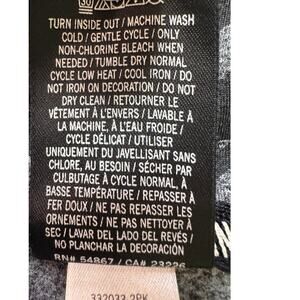 TURN INSIDE OUT / MACHINE WASH
COLD / GENTLE CYCLE / ONLY
NON-CHLORINE BLEACH WHEN
NEEDED / TUMBLE DRY NORMAL
CYCLE LOW HEAT / COOL IRON / DO
NOT IRON ON DECORATION / DO NOT
DRY CLEAN / RETOURNER LE
VÊTEMENT À L'ENVERS / LAVABLE À
LA MACHINE, À L'EAU FROIDE /
CYCLE DÉLICAT / UTILISER
UNIQUEMENT DU JAVELLISANT SANS
CHLORE, AU BESOIN / SÉCHER PAR
CULBUTAGE À CYCLE NORMAL, À
BASSE TEMPÉRATURE / REPASSER À
FER DOUX / NE PAS REPASSER LES
ORNEMENTS / NE PAS NETTOYER À
SEC / LAVAR DEL LADO DEL REVÉS /
NO PLANCHAR LA DECORACIÓN
RN# 54867 / CA# 23226
332033 2PK